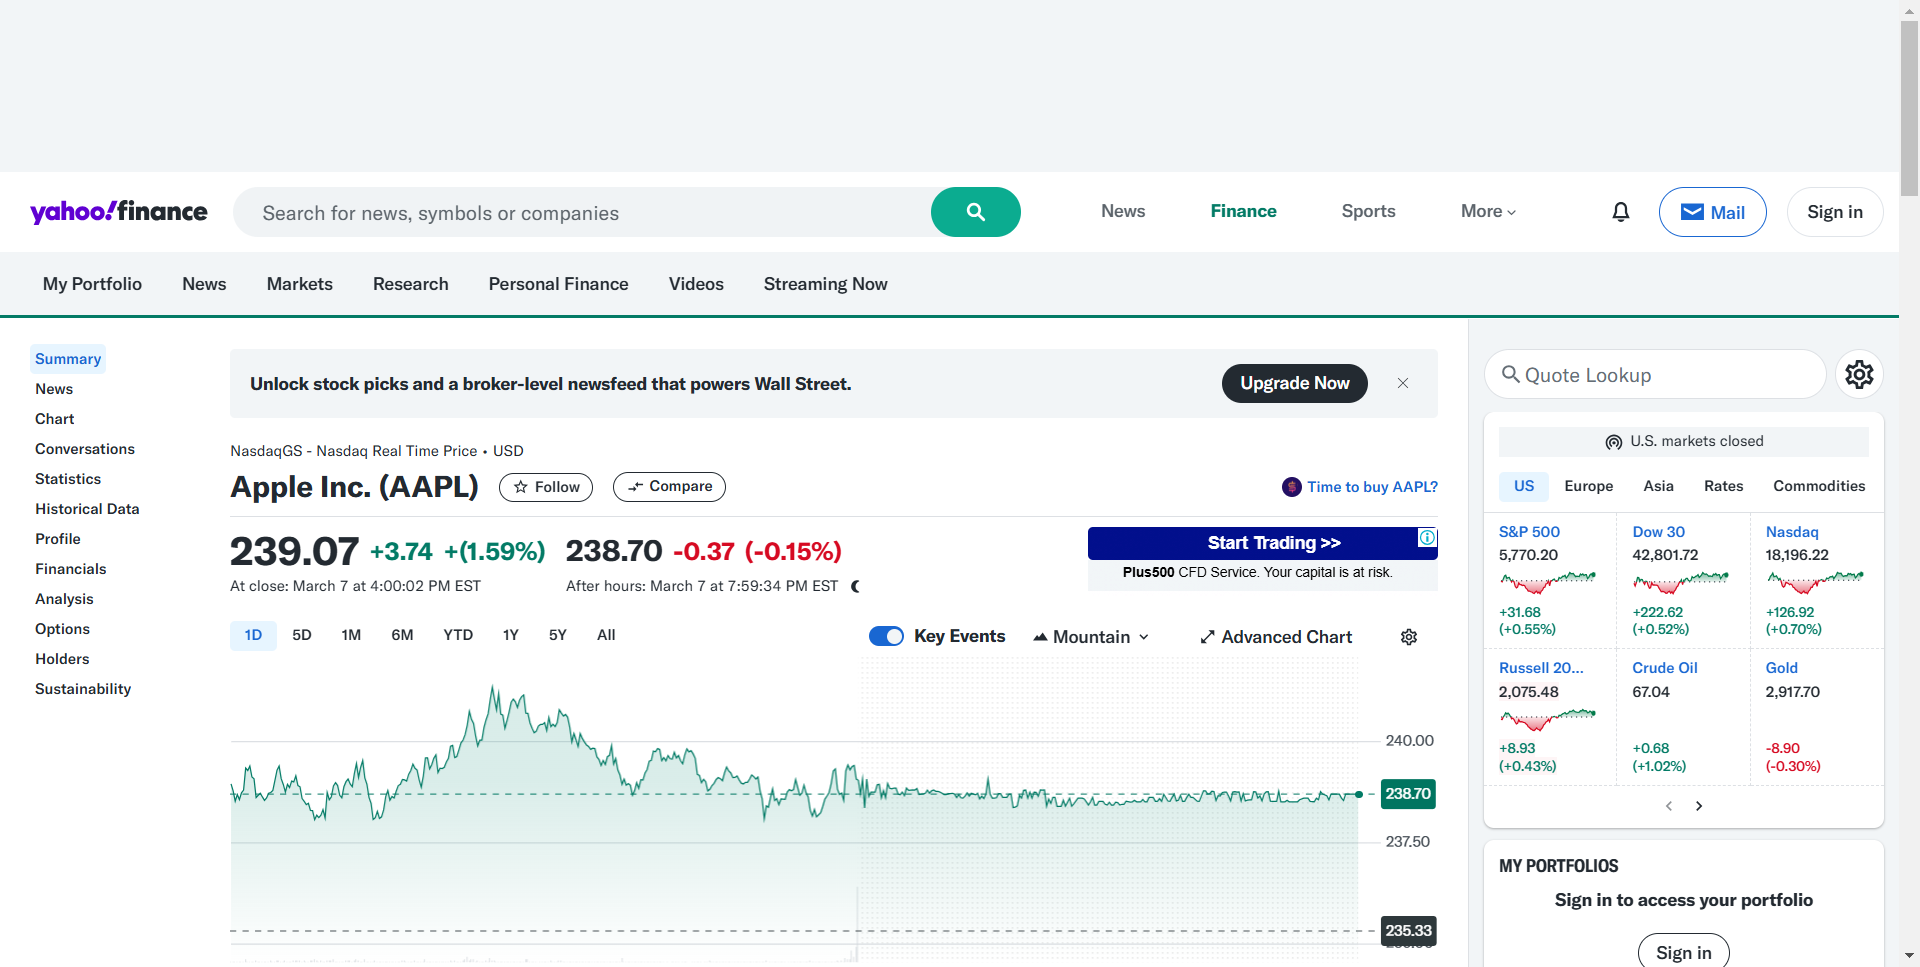 yahoo!finance
Search for news, symbols or companies
News
Finance
Sports
More
Mail
Sign in
My Portfolio
News
Markets
Research
Personal Finance
Videos
Streaming Now
Summary
News
Chart
Conversations
Statistics
Historical Data
Profile
Financials
Analysis
Options
Holders
Sustainability
Unlock stock picks and a broker-level newsfeed that powers Wall Street.
Upgrade Now
NasdaqGS - Nasdaq Real Time Price • USD
Apple Inc. (AAPL)
Follow
Compare
Time to buy AAPL?
239.07 +3.74 +(1.59%)
At close: March 7 at 4:00:02 PM EST
238.70 -0.37 (-0.15%)
After hours: March 7 at 7:59:34 PM EST
Start Trading >>
Plus500 CFD Service. Your capital is at risk.
1D
5D
1M
6M
YTD
1Y
5Y
All
Key Events
Mountain
Advanced Chart
240.00
238.70
237.50
235.33
Quote Lookup
U.S. markets closed
US
Europe
Asia
Rates
Commodities
S&P 500
5,770.20
+31.68
(+0.55%)
Dow 30
42,801.72
+222.62
(+0.52%)
Nasdaq
18,196.22
+126.92
(+0.70%)
Russell 20...
2,075.48
+8.93
(+0.43%)
Crude Oil
67.04
+0.68
(+1.02%)
Gold
2,917.70
-8.90
(-0.30%)
MY PORTFOLIOS
Sign in to access your portfolio
Sign in